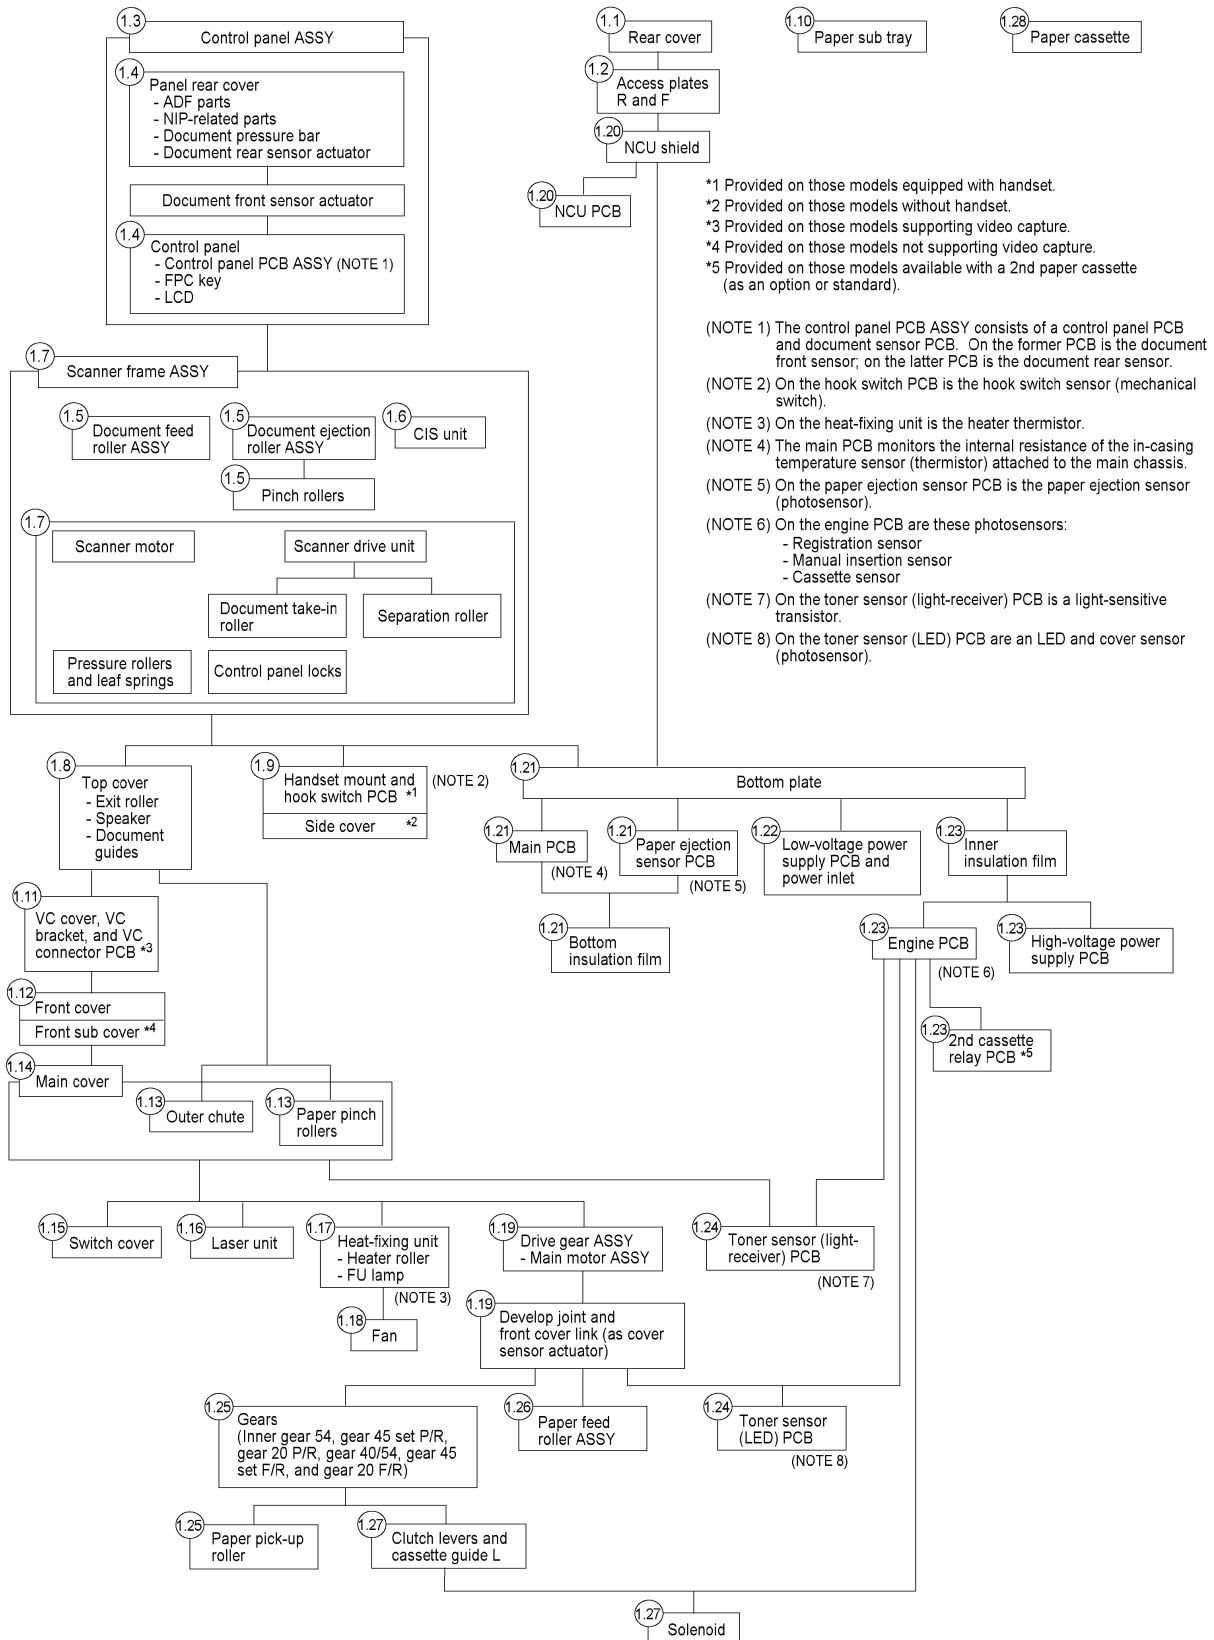 1.3
Control panel ASSY
1.4
Panel rear cover
- ADF parts
- NIP-related parts
- Document pressure bar
- Document rear sensor actuator
Document front sensor actuator
1.4
Control panel
- Control panel PCB ASSY (NOTE 1)
- FPC key
- LCD
1.1
Rear cover
1.2
Access plates
R and F
1.20
NCU shield
1.20
NCU PCB
1.10
Paper sub tray
1.28
Paper cassette
*1 Provided on those models equipped with handset.
*2 Provided on those models without handset.
*3 Provided on those models supporting video capture.
*4 Provided on those models not supporting video capture.
*5 Provided on those models available with a 2nd paper cassette
(as an option or standard).
(NOTE 1) The control panel PCB ASSY consists of a control panel PCB
and document sensor PCB. On the former PCB is the document
front sensor; on the latter PCB is the document rear sensor.
(NOTE 2) On the hook switch PCB is the hook switch sensor (mechanical
switch).
(NOTE 3) On the heat-fixing unit is the heater thermistor.
(NOTE 4) The main PCB monitors the internal resistance of the in-casing
temperature sensor (thermistor) attached to the main chassis.
(NOTE 5) On the paper ejection sensor PCB is the paper ejection sensor
(photosensor).
(NOTE 6) On the engine PCB are these photosensors:
- Registration sensor
- Manual insertion sensor
- Cassette sensor
(NOTE 7) On the toner sensor (light-receiver) PCB is a light-sensitive
transistor.
(NOTE 8) On the toner sensor (LED) PCB are an LED and cover sensor
(photosensor).
1.7
Scanner frame ASSY
1.5
Document feed
roller ASSY
1.5
Document ejection
roller ASSY
1.6
CIS unit
1.5
Pinch rollers
1.7
Scanner motor
Scanner drive unit
Document take-in
roller
Separation roller
Pressure rollers
and leaf springs
Control panel locks
1.8
Top cover
- Exit roller
- Speaker
- Document
guides
1.9
Handset mount and
hook switch PCB *1
(NOTE 2)
Side cover *2
1.21
Bottom plate
1.21
Main PCB
(NOTE 4)
1.21
Paper ejection
sensor PCB
(NOTE 5)
1.22
Low-voltage power
supply PCB and
power inlet
1.23
Inner
insulation film
1.11
VC cover, VC
bracket, and VC
connector PCB *3
1.21
Bottom
insulation film
1.23
Engine PCB
(NOTE 6)
1.23
High-voltage power
supply PCB
1.12
Front cover
Front sub cover *4
1.23
2nd cassette
relay PCB *5
1.14
Main cover
1.13
Outer chute
1.13
Paper pinch
rollers
1.15
Switch cover
1.16
Laser unit
1.17
Heat-fixing unit
- Heater roller
- FU lamp
(NOTE 3)
1.18
Fan
1.19
Drive gear ASSY
- Main motor ASSY
1.24
Toner sensor (light-
receiver) PCB
(NOTE 7)
1.19
Develop joint and
front cover link (as cover
sensor actuator)
1.25
Gears
(Inner gear 54, gear 45 set P/R,
gear 20 P/R, gear 40/54, gear 45
set F/R, and gear 20 F/R)
1.26
Paper feed
roller ASSY
1.24
Toner sensor
(LED) PCB
(NOTE 8)
1.25
Paper pick-up
roller
1.27
Clutch levers and
cassette guide L
1.27
Solenoid